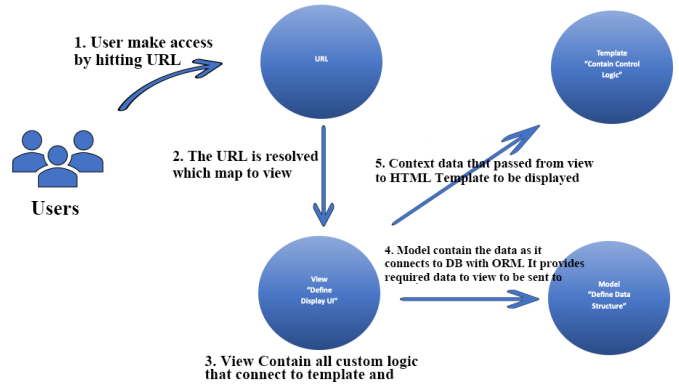 1. User make access
by hitting URL
URL
Template
"Contain Control
Logic"
2. The URL is resolved
which map to view
5. Context data that passed from view
to HTML Template to be displayed
Users
4. Model contain the data as it
connects to DB with ORM. It provides
required data to view to be sent to
View
"Define
Display UI"
Model
"Define Data
Structure"
3. View Contain all custom logic
that connect to template and